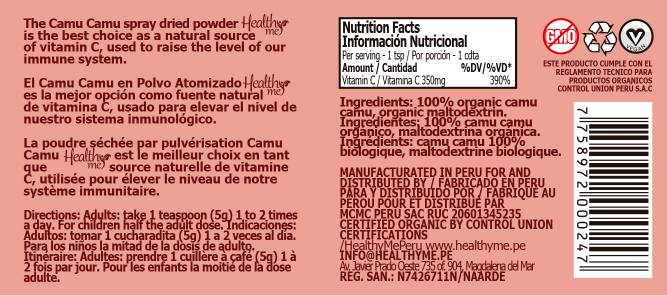 The Camu Camu spray dried powder Healthy me
is the best choice as a natural source
of vitamin C, used to raise the level of our
immune system.
El Camu Camu en Polvo Atomizado Healthy me
es la mejor opción como fuente natural
de vitamina C, usado para elevar el nivel de
nuestro sistema inmunológico.
La poudre séchée par pulvérisation Camu
Camu Healthy me est le meilleur choix en tant
que source naturelle de vitamine
C, utilisée pour élever le niveau de notre
système immunitaire.
Directions: Adults: take 1 teaspoon (5g) 1 to 2 times
a day. For children half the adult dose. Indicaciones:
Adultos: tomar 1 cucharadita (5g) 1 a 2 veces al día.
Para los niños la mitad de la dosis de adulto.
Itinéraire: Adultes: prendre 1 cuillère à café (5g) 1 à
2 fois par jour. Pour les enfants la moitié de la dose
adulte.
Nutrition Facts
Información Nutricional
Per serving - 1 tsp / Por porción - 1 cdta
Amount / Cantidad %DV/%VD*
Vitamin C / Vitamina C 350mg 390%
Ingredients: 100% organic camu
camu, organic maltodextrin.
Ingredientes: 100% camu camu
orgánico, maltodextrina orgánica.
Ingrédients: camu camu 100%
biologique, maltodextrine biologique.
MANUFACTURATED IN PERU FOR AND
DISTRIBUTED BY / FABRICADO EN PERU
PARA Y DISTRIBUIDO POR / FABRIQUE AU
PEROU POUR ET DISTRIBUE PAR
MCMC PERU SAC RUC 20601345235
CERTIFIED ORGANIC BY CONTROL UNION
CERTIFICATIONS
/HealthyMePeru www.healthyme.pe
INFO@HEALTHYME.PE
Av. Javier Prado Oeste 735 of. 904, Magdalena del Mar
REG. SAN.: N7426711N/NAARDE
GMO
VEGAN
ESTE PRODUCTO CUMPLE CON EL
REGLAMENTO TECNICO PARA
PRODUCTOS ORGANICOS
CONTROL UNION PERU S.A.C
7 758972 000247